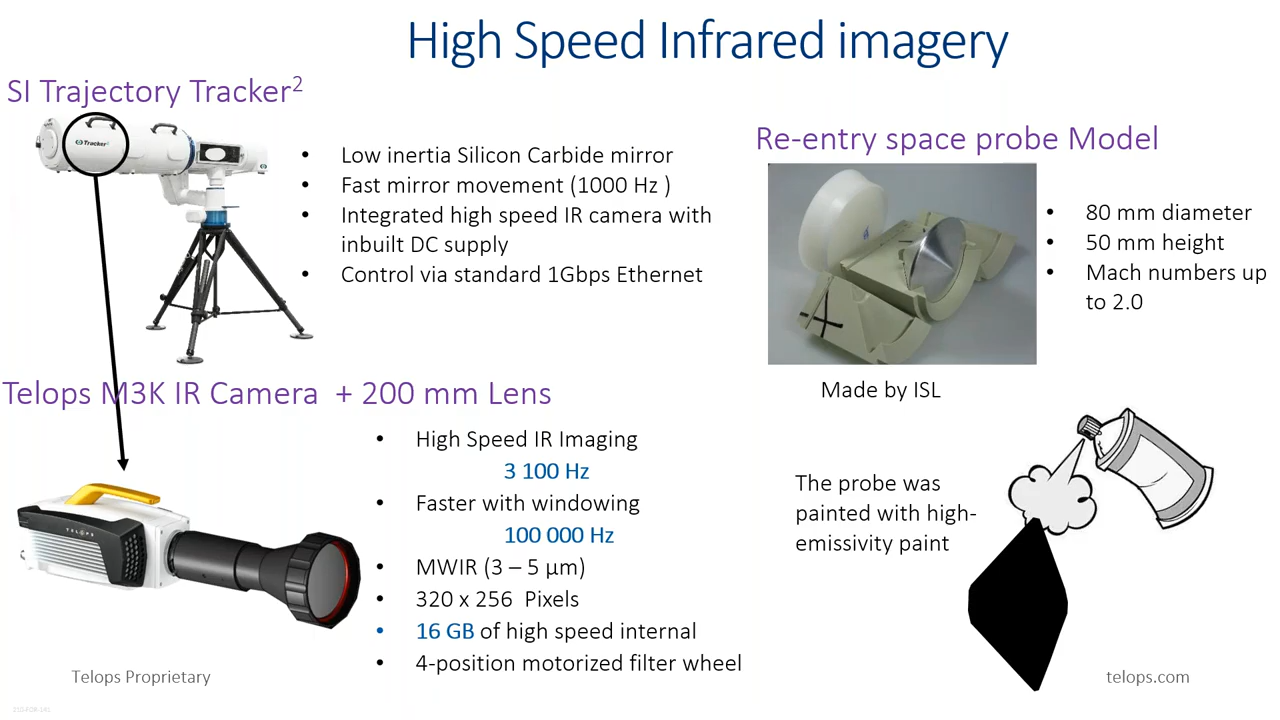 High Speed Infrared imagery
SI Trajectory Tracker²
Tracker²
• Low inertia Silicon Carbide mirror
• Fast mirror movement (1000 Hz )
• Integrated high speed IR camera with
inbuilt DC supply
• Control via standard 1Gbps Ethernet
Re-entry space probe Model
• 80 mm diameter
• 50 mm height
• Mach numbers up
to 2.0
Made by ISL
Telops M3K IR Camera + 200 mm Lens
TELOPS
• High Speed IR Imaging
3 100 Hz
• Faster with windowing
100 000 Hz
• MWIR (3 – 5 µm)
• 320 x 256 Pixels
• 16 GB of high speed internal
• 4-position motorized filter wheel
The probe was
painted with high-
emissivity paint
Telops Proprietary
telops.com